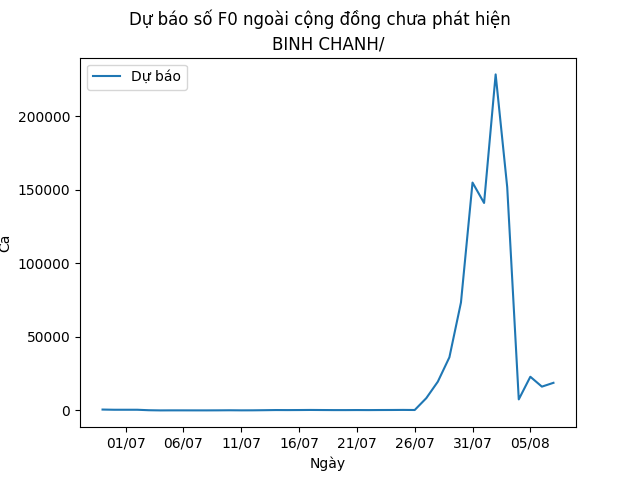 Dự báo số F0 ngoài cộng đồng chưa phát hiện
BINH CHANH/
Dự báo
200000
150000
100000
50000
0
Ca
01/07 06/07 11/07 16/07 21/07 26/07 31/07 05/08
Ngày